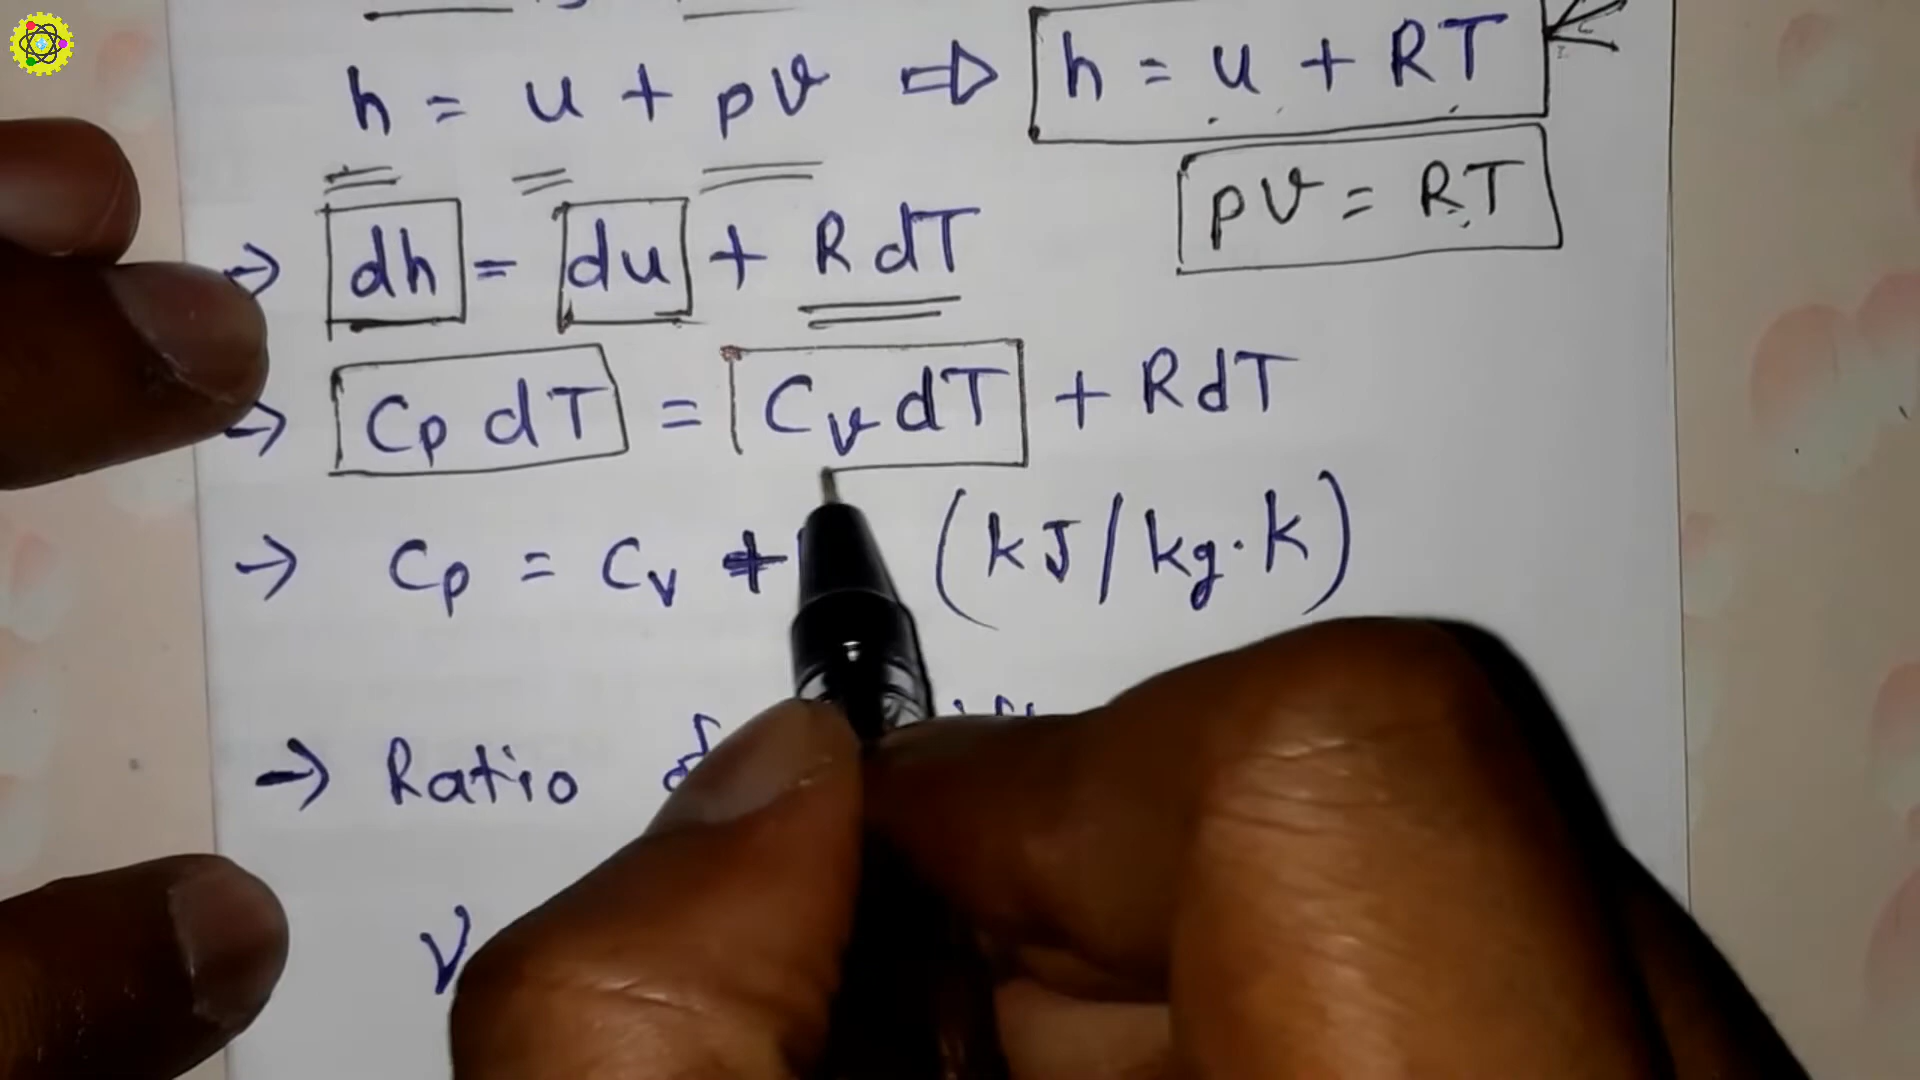 h = u + pv ⇒ h = u + RT
pv = RT
→ dh = du + RdT
→ Cp dT = Cv dT + RdT
→ Cp = Cv + (kJ/kg·K)
→ Ratio